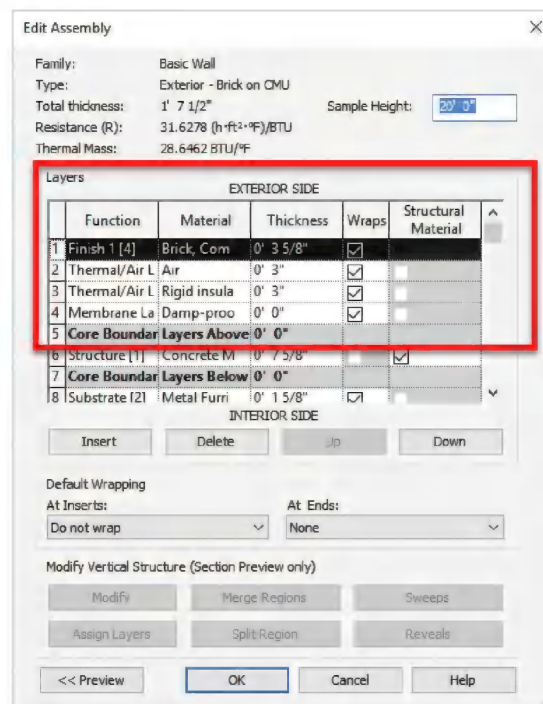 Edit Assembly
Family: Basic Wall
Type: Exterior - Brick on CMU
Total thickness: 1' 7 1/2" Sample Height: 20' 0"
Resistance (R): 31.6278 (h·ft²·°F)/BTU
Thermal Mass: 28.6462 BTU/°F
Layers
EXTERIOR SIDE
Function Material Thickness Wraps Structural Material
1 Finish 1 [4] Brick, Com 0' 3 5/8"
2 Thermal/Air L Air 0' 3"
3 Thermal/Air L Rigid insula 0' 3"
4 Membrane La Damp-proo 0' 0"
5 Core Boundar Layers Above 0' 0"
6 Structure [1] Concrete M 0' 7 5/8"
7 Core Boundar Layers Below 0' 0"
8 Substrate [2] Metal Furri 0' 1 5/8"
INTERIOR SIDE
Insert Delete Up Down
Default Wrapping
At Inserts: At Ends:
Do not wrap None
Modify Vertical Structure (Section Preview only)
Modify Merge Regions Sweeps
Assign Layers Split Region Reveals
<< Preview OK Cancel Help